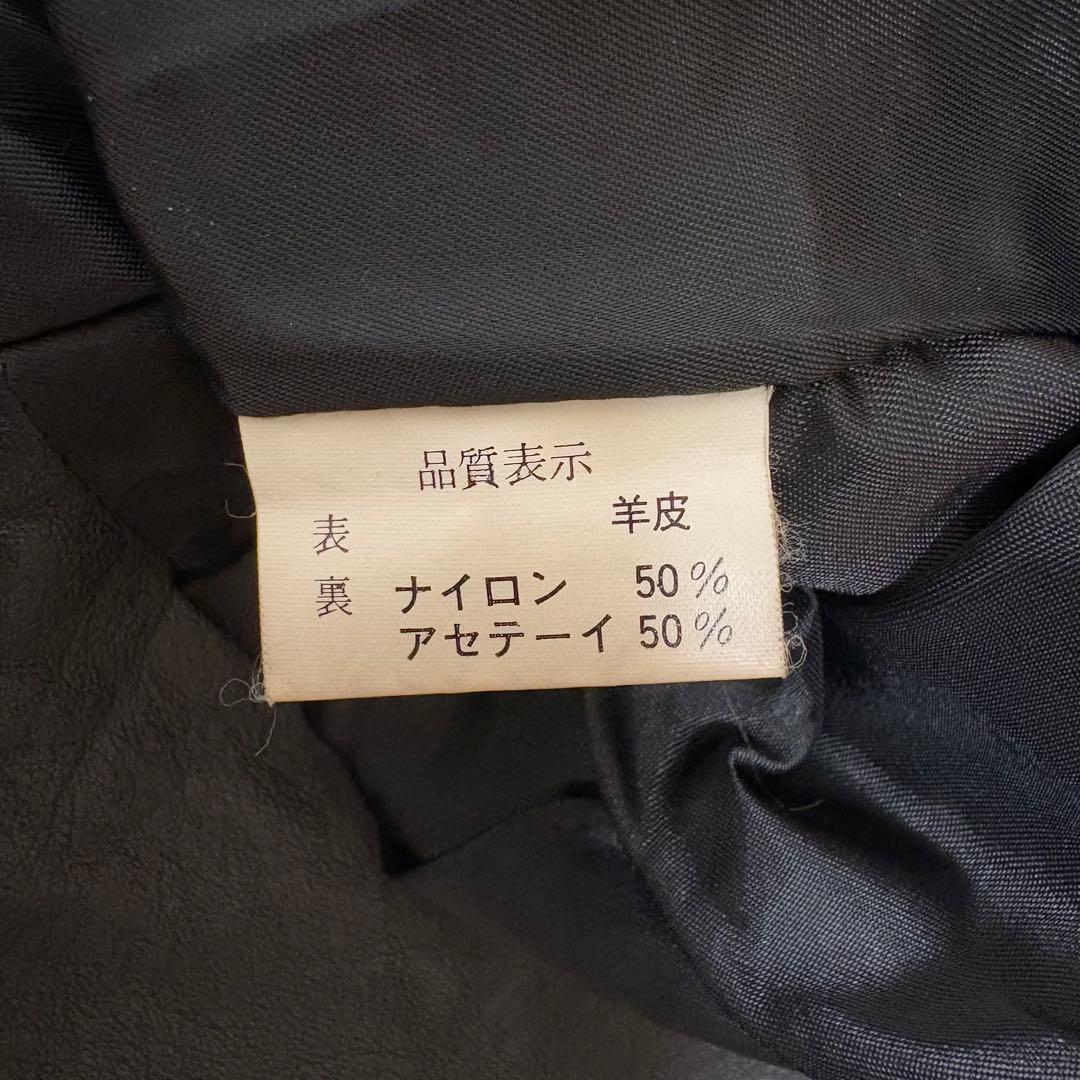 品質表示
表 羊皮
裏 ナイロン 50%
アセテーイ 50%